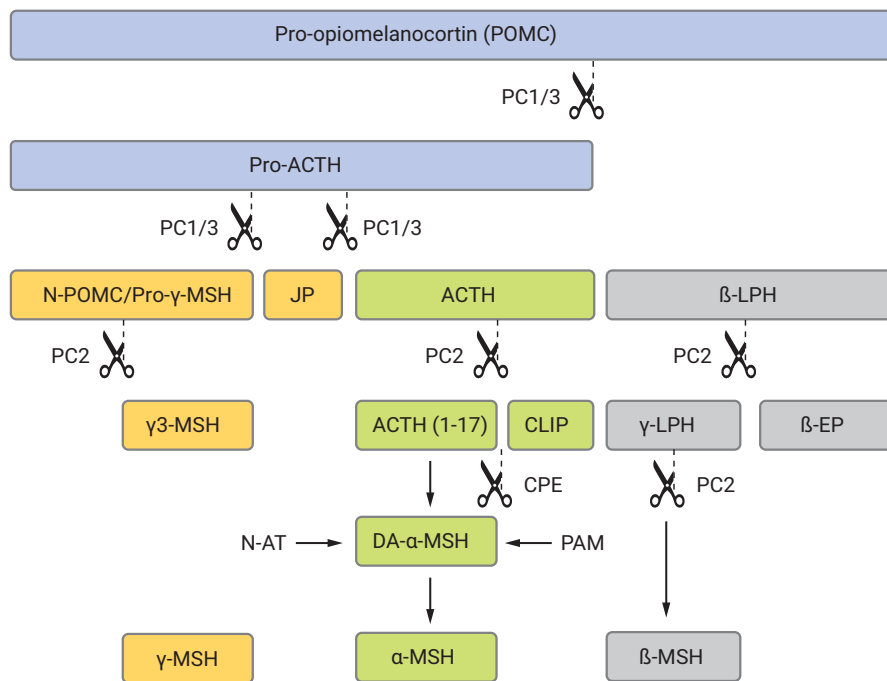 Pro-opiomelanocortin (POMC)
PC1/3
Pro-ACTH
PC1/3
PC1/3
N-POMC/Pro-γ-MSH
JP
ACTH
ß-LPH
PC2
PC2
PC2
γ3-MSH
ACTH (1-17)
CLIP
γ-LPH
ß-EP
CPE
PC2
N-AT
DA-α-MSH
PAM
γ-MSH
α-MSH
ß-MSH